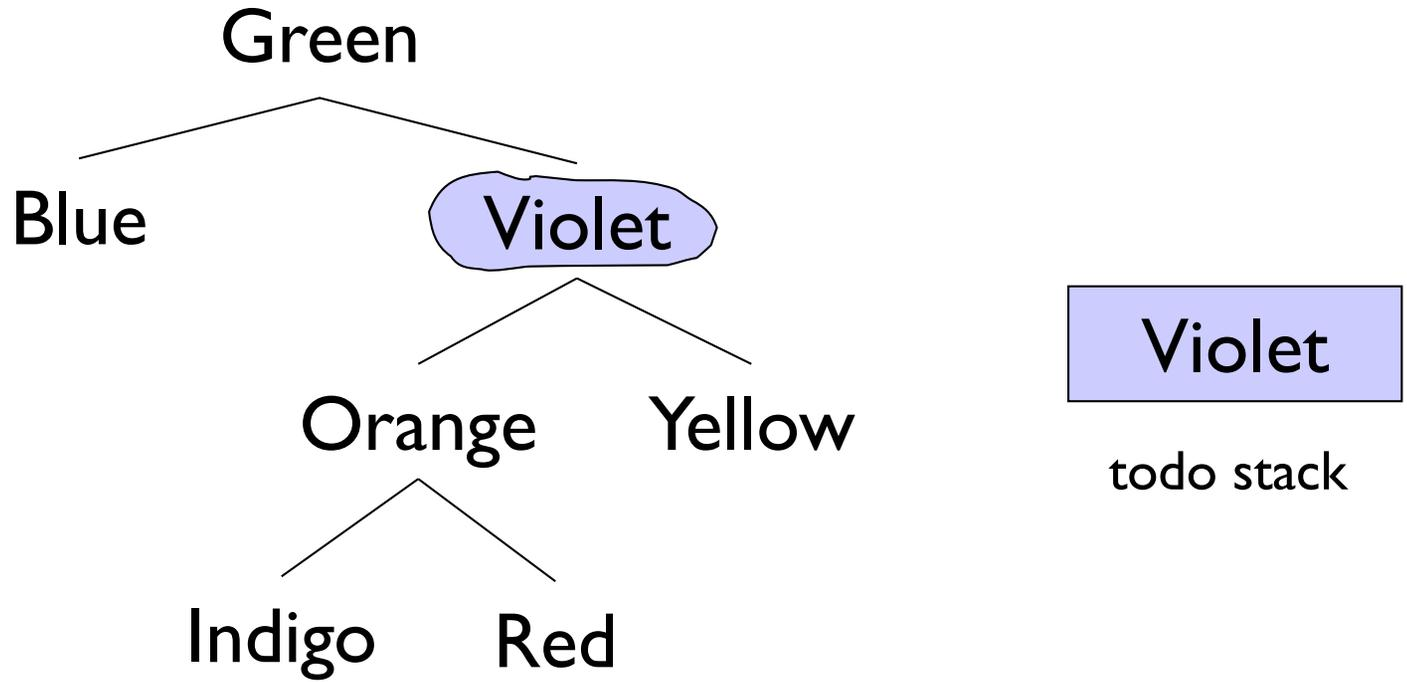 Green
Blue
Violet
Violet
Orange
Yellow
todo stack
Indigo
Red